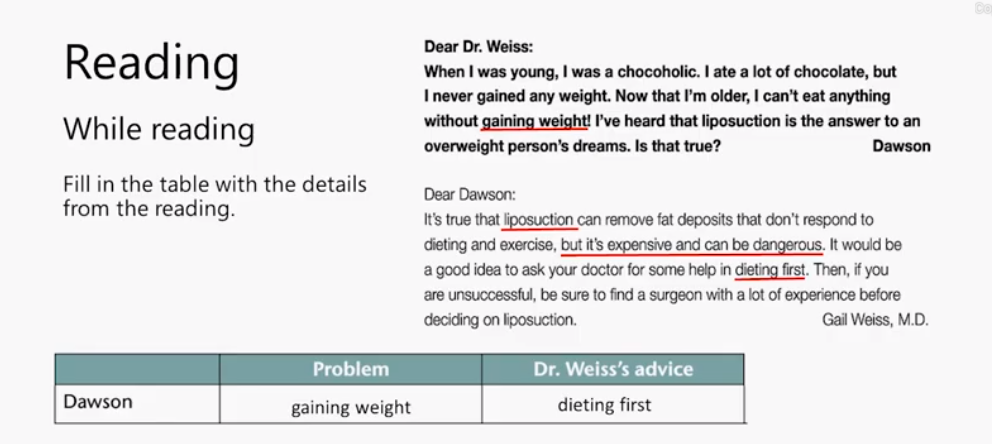 Reading
While reading
Fill in the table with the details
from the reading.
Dear Dr. Weiss:
When I was young, I was a chocoholic. I ate a lot of chocolate, but
I never gained any weight. Now that I'm older, I can't eat anything
without gaining weight! I've heard that liposuction is the answer to an
overweight person's dreams. Is that true? Dawson
Dear Dawson:
It's true that liposuction can remove fat deposits that don't respond to
dieting and exercise, but it's expensive and can be dangerous. It would be
a good idea to ask your doctor for some help in dieting first. Then, if you
are unsuccessful, be sure to find a surgeon with a lot of experience before
deciding on liposuction. Gail Weiss, M.D.
Problem Dr. Weiss's advice
Dawson gaining weight dieting first